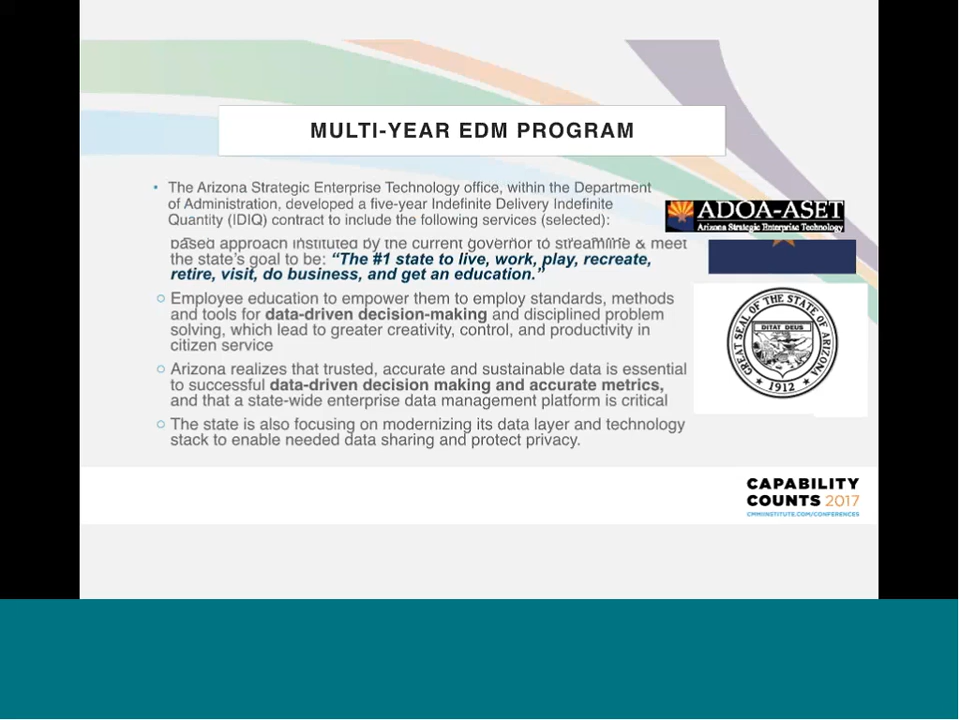 MULTI-YEAR EDM PROGRAM
• The Arizona Strategic Enterprise Technology office, within the Department
of Administration, developed a five-year Indefinite Delivery Indefinite
Quantity (IDIQ) contract to include the following services (selected):
based approach instituted by the current governor to streamline & meet
the state's goal to be: "The #1 state to live, work, play, recreate,
retire, visit, do business, and get an education."
Employee education to empower them to employ standards, methods
and tools for data-driven decision-making and disciplined problem
solving, which lead to greater creativity, control, and productivity in
citizen service
Arizona realizes that trusted, accurate and sustainable data is essential
to successful data-driven decision making and accurate metrics,
and that a state-wide enterprise data management platform is critical
The state is also focusing on modernizing its data layer and technology
stack to enable needed data sharing and protect privacy.
ADOA-ASET
Arizona Strategic Enterprise Technology
GREAT SEAL OF THE STATE OF ARIZONA
DITAT DEUS
1912
CAPABILITY
COUNTS 2017
CMMIINSTITUTE.COM/CONFERENCES